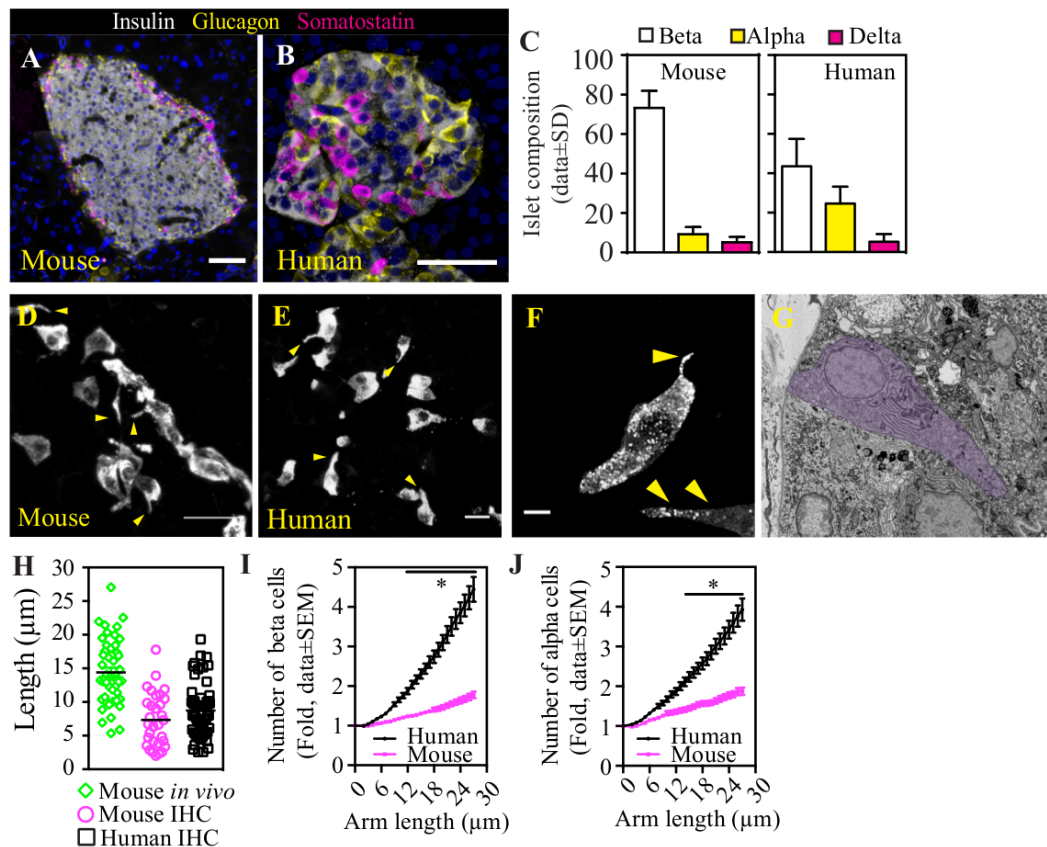 Insulin Glucagon Somatostatin
A
Mouse
B
Human
C
Beta Alpha Delta
Mouse Human
Islet composition
(data±SD)
80
60
40
20
0
D
Mouse
E
Human
F
G
H
Length (µm)
30
25
20
15
10
5
0
Mouse in vivo
Mouse IHC
Human IHC
I
Number of beta cells
(Fold, data±SEM)
5
4
3
2
1
0
*
Human
Mouse
0 6 12 18 24 30
Arm length (µm)
J
Number of alpha cells
(Fold, data±SEM)
5
4
3
2
1
0
*
Human
Mouse
0 6 12 18 24 30
Arm length (µm)